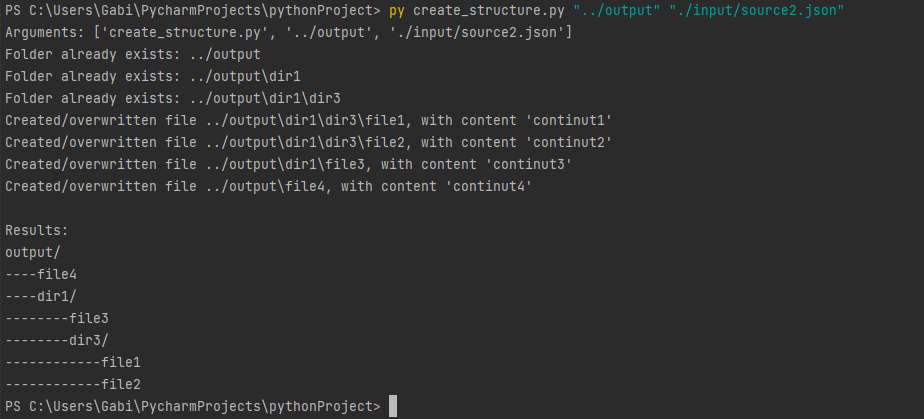 PS C:\Users\Gabi\PycharmProjects\pythonProject> py create_structure.py "../output" "./input/source2.json"
Arguments: ['create_structure.py', '../output', './input/source2.json']
Folder already exists: ../output
Folder already exists: ../output\dir1
Folder already exists: ../output\dir1\dir3
Created/overwritten file ../output\dir1\dir3\file1, with content 'continut1'
Created/overwritten file ../output\dir1\dir3\file2, with content 'continut2'
Created/overwritten file ../output\dir1\file3, with content 'continut3'
Created/overwritten file ../output\file4, with content 'continut4'

Results:
output/
----file4
----dir1/
--------file3
--------dir3/
------------file1
------------file2
PS C:\Users\Gabi\PycharmProjects\pythonProject>